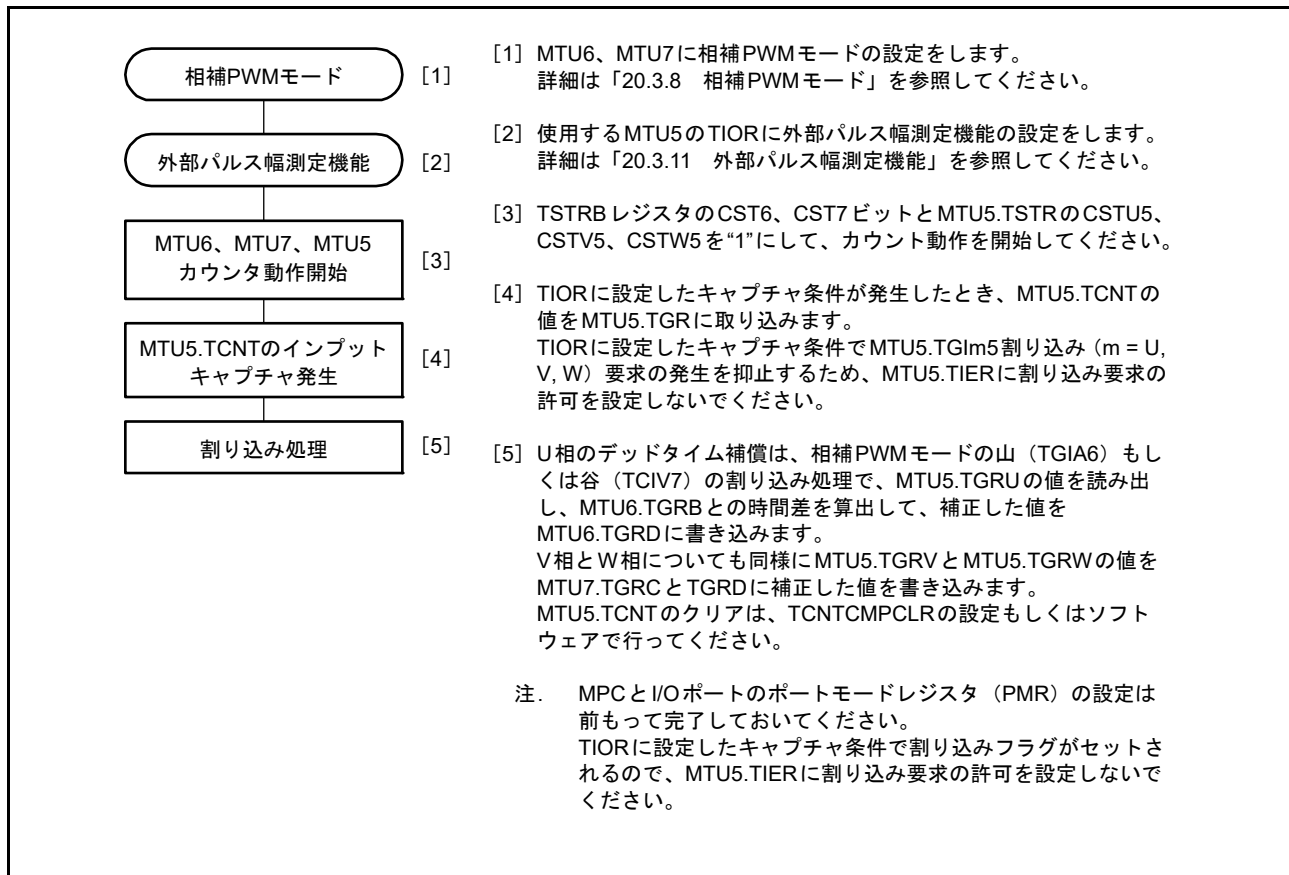 相補PWMモード [1]
外部パルス幅測定機能 [2]
MTU6、MTU7、MTU5
カウンタ動作開始 [3]
MTU5.TCNTのインプット
キャプチャ発生 [4]
割り込み処理 [5]
[1] MTU6、MTU7に相補PWMモードの設定をします。
詳細は「20.3.8 相補PWMモード」を参照してください。
[2] 使用するMTU5のTIORに外部パルス幅測定機能の設定をします。
詳細は「20.3.11 外部パルス幅測定機能」を参照してください。
[3] TSTRBレジスタのCST6、CST7ビットとMTU5.TSTRのCSTU5、
CSTV5、CSTW5を“1”にして、カウント動作を開始してください。
[4] TIORに設定したキャプチャ条件が発生したとき、MTU5.TCNTの
値をMTU5.TGRに取り込みます。
TIORに設定したキャプチャ条件でMTU5.TGIm5割り込み（m = U,
V, W）要求の発生を抑止するため、MTU5.TIERに割り込み要求の
許可を設定しないでください。
[5] U相のデッドタイム補償は、相補PWMモードの山（TGIA6）もし
くは谷（TCIV7）の割り込み処理で、MTU5.TGRUの値を読み出
し、MTU6.TGRBとの時間差を算出して、補正した値を
MTU6.TGRDに書き込みます。
V相とW相についても同様にMTU5.TGRVとMTU5.TGRWの値を
MTU7.TGRCとTGRDに補正した値を書き込みます。
MTU5.TCNTのクリアは、TCNTCMPCLRの設定もしくはソフト
ウェアで行ってください。
注. MPCとI/Oポートのポートモードレジスタ（PMR）の設定は
前もって完了しておいてください。
TIORに設定したキャプチャ条件で割り込みフラグがセットさ
れるので、MTU5.TIERに割り込み要求の許可を設定しないで
ください。